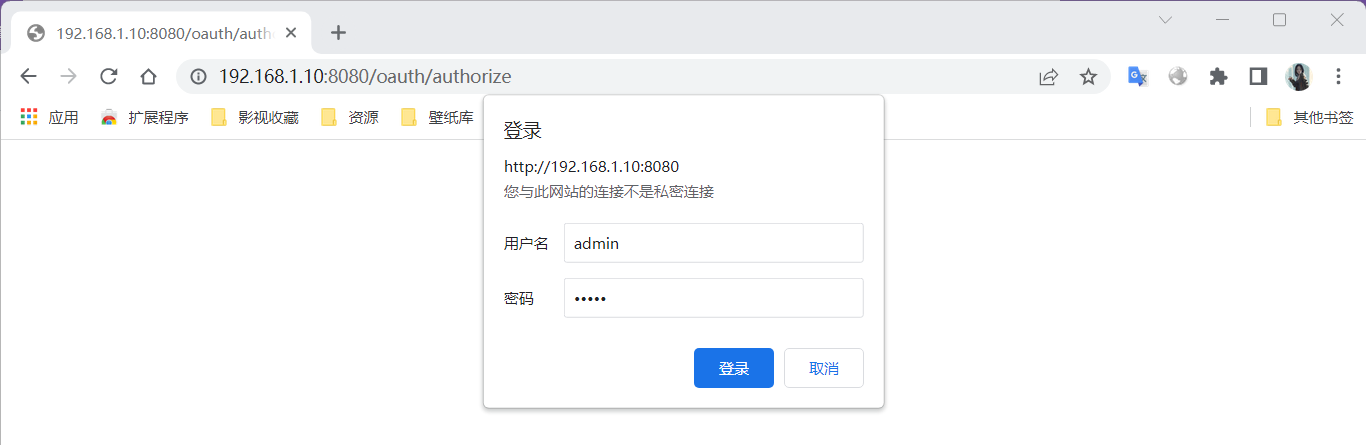 192.168.1.10:8080/oauth/auth
192.168.1.10:8080/oauth/authorize
应用 扩展程序 影视收藏 资源 壁纸库 其他书签
登录
http://192.168.1.10:8080
您与此网站的连接不是私密连接
用户名 admin
密码 •••••
登录 取消